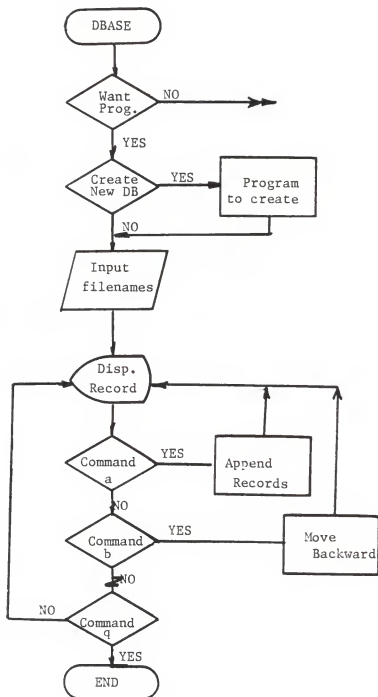 DBASE
Want
Prog.
NO
YES
Create
New DB
YES
Program
to create
NO
Input
filenames
Disp.
Record
Command
a
YES
Append
Records
NO
Command
b
YES
Move
Backward
NO
Command
q
NO
YES
END